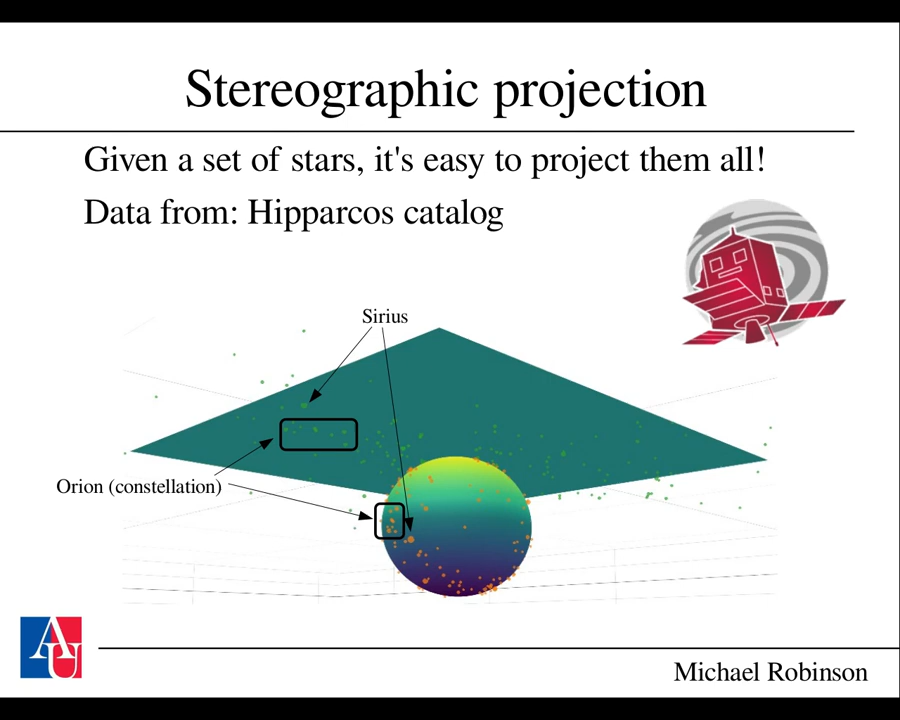 Stereographic projection
Given a set of stars, it's easy to project them all!
Data from: Hipparcos catalog
Sirius
Orion (constellation)
AU
Michael Robinson